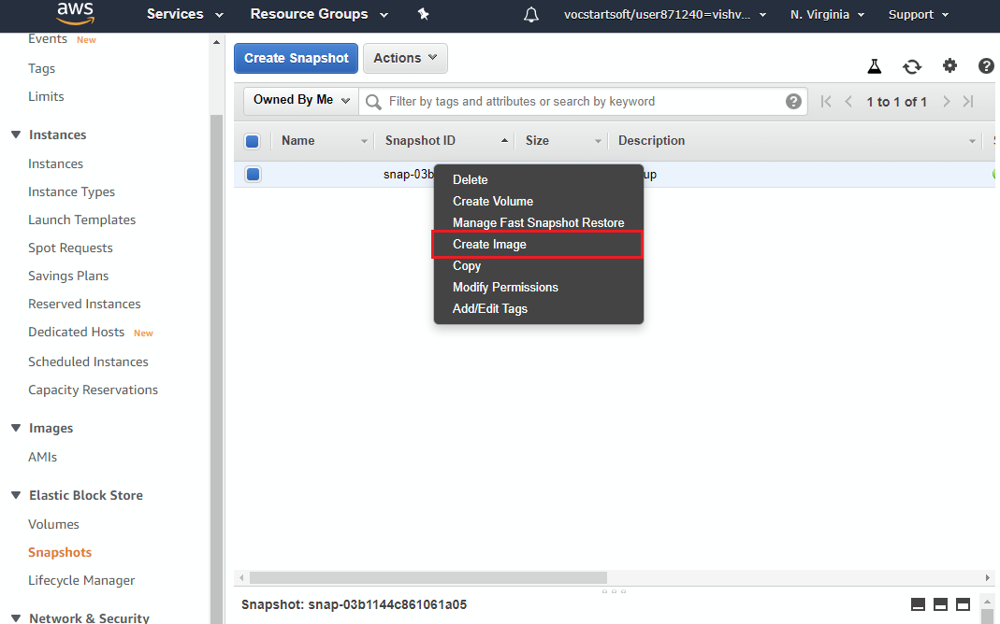 aws
Services
Resource Groups
vocstartsoft/user871240=vishv...
N. Virginia
Support
Events New
Tags
Limits
Instances
Instances
Instance Types
Launch Templates
Spot Requests
Savings Plans
Reserved Instances
Dedicated Hosts New
Scheduled Instances
Capacity Reservations
Images
AMIs
Elastic Block Store
Volumes
Snapshots
Lifecycle Manager
Network & Security
Create Snapshot
Actions
Owned By Me
Filter by tags and attributes or search by keyword
1 to 1 of 1
Name
Snapshot ID
Size
Description
snap-03b
up
Delete
Create Volume
Manage Fast Snapshot Restore
Create Image
Copy
Modify Permissions
Add/Edit Tags
Snapshot: snap-03b1144c861061a05